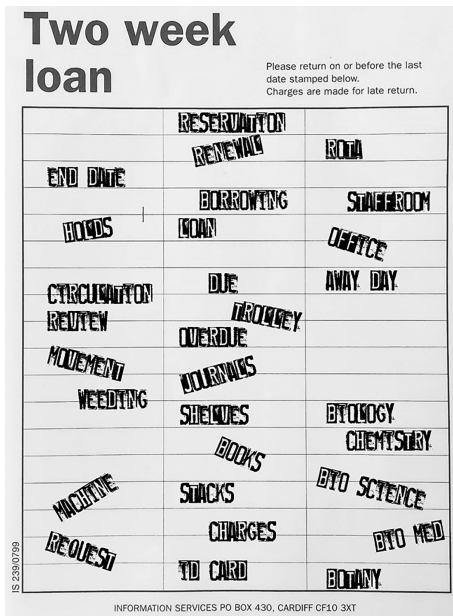 Two week
loan
Please return on or before the last
date stamped below.
Charges are made for late return.
END DATE
HOLDS
CIRCULATION
REVIEW
MOVEMENT
WEEDING
MACHINE
REQUEST
RESERVATION
RENEWAL
BORROWING
LOAN
DUE
TROLLEY
OVERDUE
JOURNALS
SHELVES
BOOKS
STACKS
CHARGES
ID CARD
ROTA
STAFFROOM
OFFICE
AWAY DAY
BIOLOGY
CHEMISTRY
BIO SCIENCE
BIO MED
BOTANY
IS 239/0799
INFORMATION SERVICES PO BOX 430, CARDIFF CF10 3XT